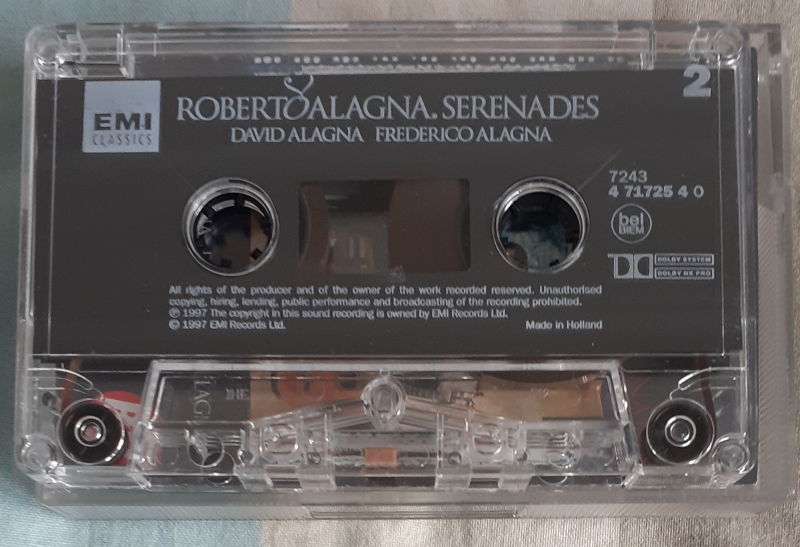 2
EMI
CLASSICS
ROBERTO ALAGNA. SERENADES
DAVID ALAGNA FREDERICO ALAGNA
7243
4 71725 4 0
bel
BIEM
DOLBY SYSTEM
DOLBY HX PRO
All rights of the producer and of the owner of the work recorded reserved. Unauthorised
copying, hiring, lending, public performance and broadcasting of the recording prohibited.
℗ 1997 The copyright in this sound recording is owned by EMI Records Ltd.
© 1997 EMI Records Ltd.
Made in Holland